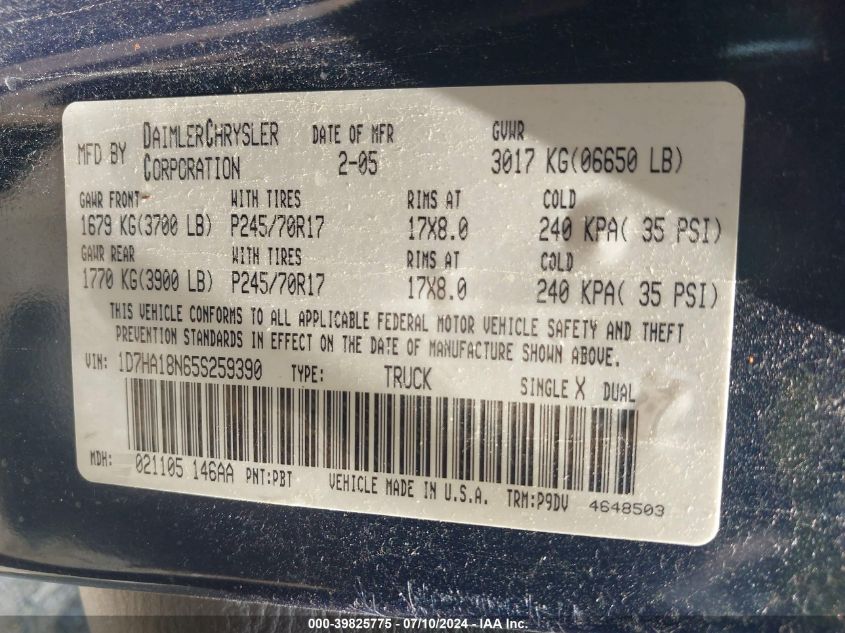 MFD BY DAIMLERCHRYSLER CORPORATION DATE OF MFR 2-05 GVWR 3017 KG(06650 LB)
GAWR FRONT WITH TIRES RIMS AT COLD
1679 KG(3700 LB) P245/70R17 17X8.0 240 KPA( 35 PSI)
GAWR REAR WITH TIRES RIMS AT COLD
1770 KG(3900 LB) P245/70R17 17X8.0 240 KPA( 35 PSI)
THIS VEHICLE CONFORMS TO ALL APPLICABLE FEDERAL MOTOR VEHICLE SAFETY AND THEFT
PREVENTION STANDARDS IN EFFECT ON THE DATE OF MANUFACTURE SHOWN ABOVE.
VIN: 1D7HA18N65S259390 TYPE: TRUCK SINGLE X DUAL
MDH: 021105 146AA PNT:PBT VEHICLE MADE IN U.S.A. TRM:P9DV 4648503
000-39825775 - 07/10/2024 - IAA Inc.